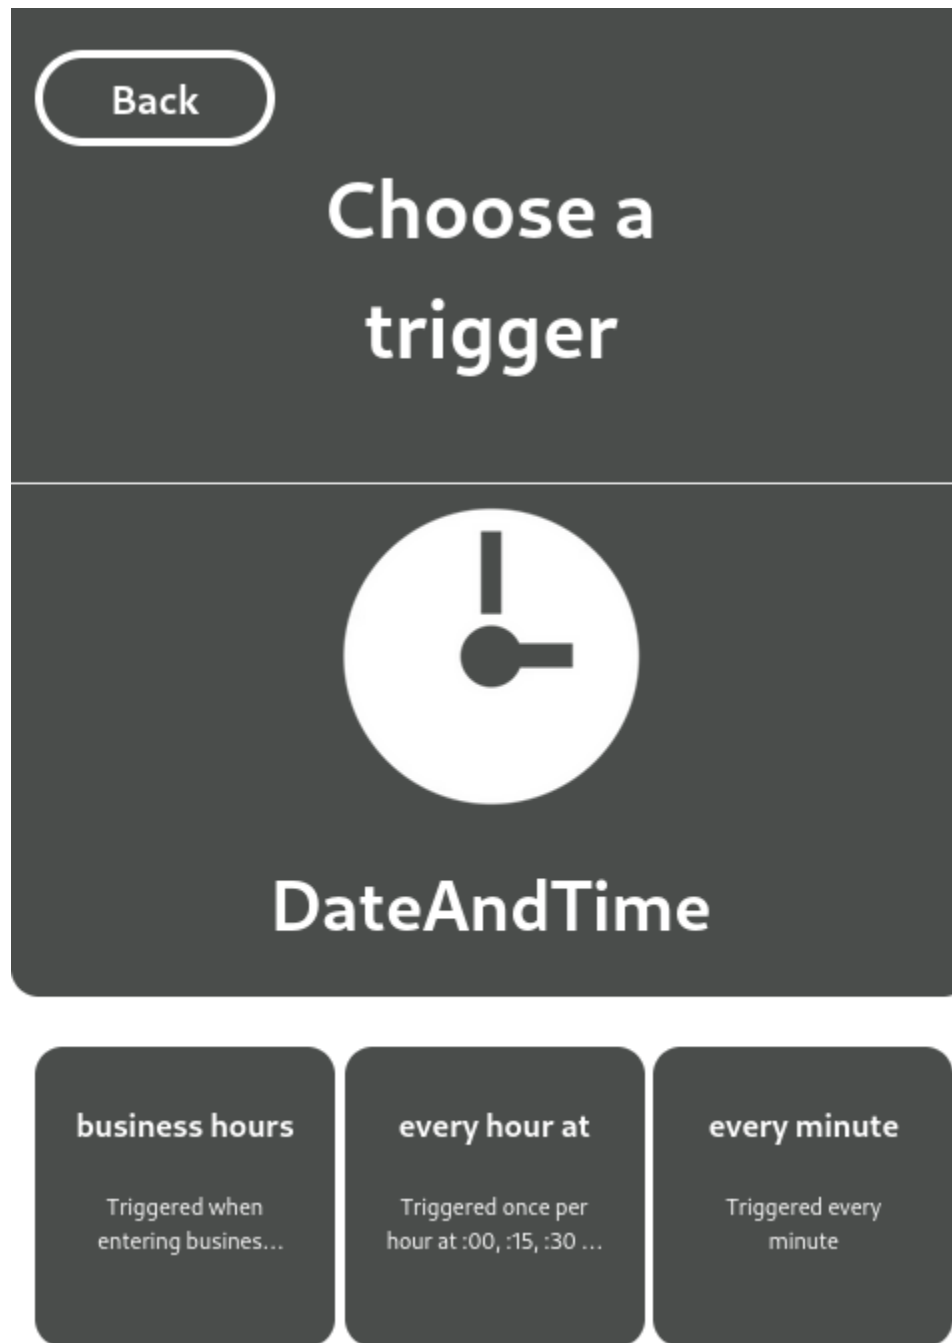 Back
Choose a
trigger
DateAndTime
business hours
Triggered when
entering busines...
every hour at
Triggered once per
hour at :00, :15, :30 ...
every minute
Triggered every
minute